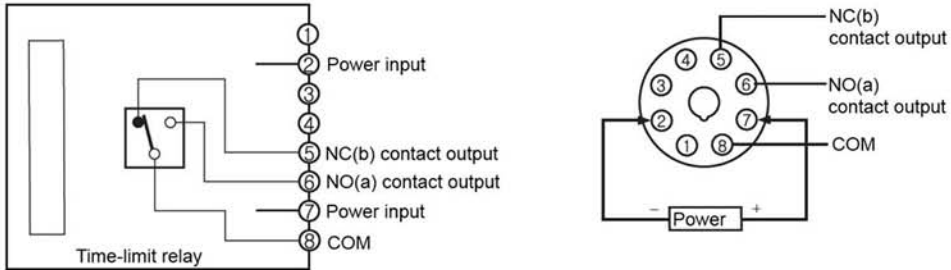 ①
② Power input
③
④
⑤ NC(b) contact output
⑥ NO(a) contact output
⑦ Power input
⑧ COM
Time-limit relay
NC(b)
contact output
NO(a)
contact output
COM
④ ⑤
③ ⑥
② ⑦
① ⑧
− Power +